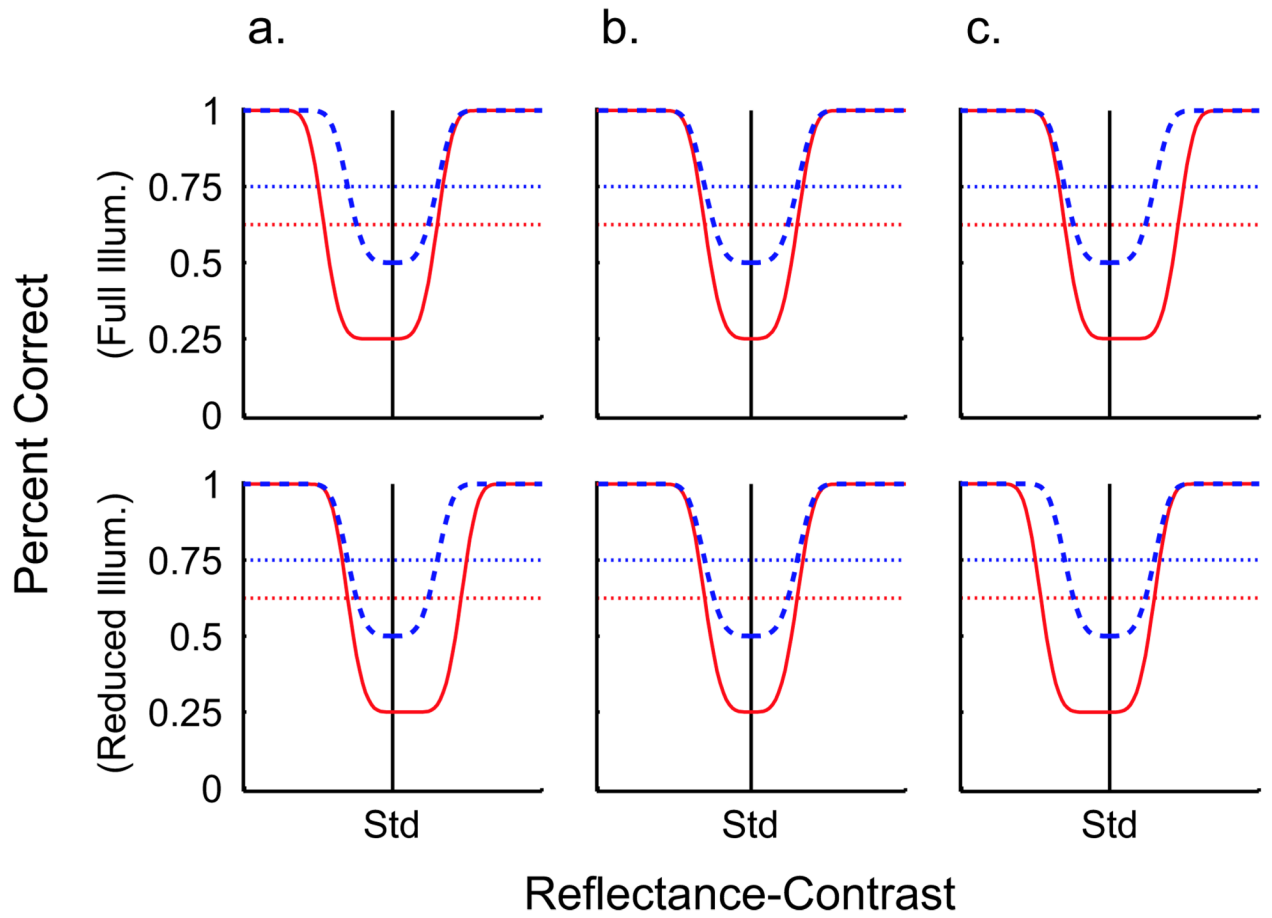 a.
b.
c.
Percent Correct
(Full Illum.)
1
0.75
0.5
0.25
0
(Reduced Illum.)
1
0.75
0.5
0.25
0
Std
Std
Std
Reflectance-Contrast